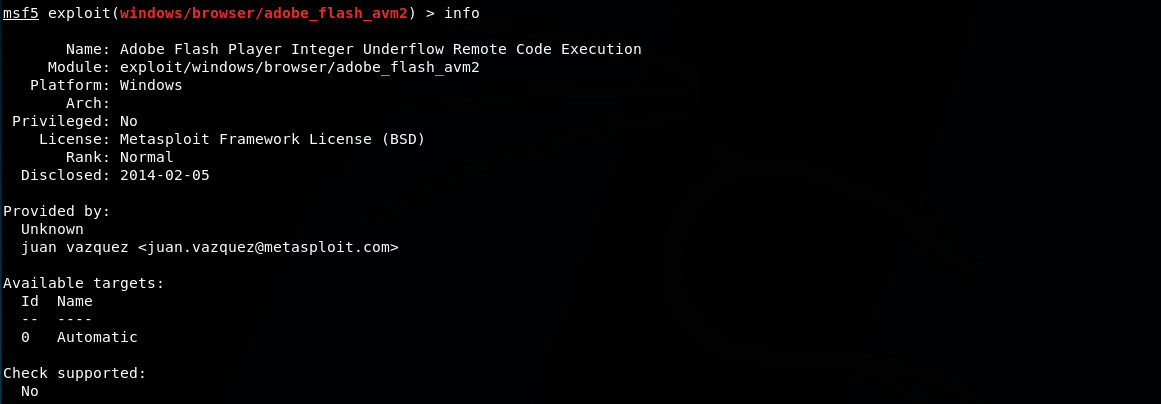 msf5 exploit(windows/browser/adobe_flash_avm2) > info
Name: Adobe Flash Player Integer Underflow Remote Code Execution
Module: exploit/windows/browser/adobe_flash_avm2
Platform: Windows
Arch:
Privileged: No
License: Metasploit Framework License (BSD)
Rank: Normal
Disclosed: 2014-02-05
Provided by:
Unknown
juan vazquez <juan.vazquez@metasploit.com>
Available targets:
Id  Name
--  ----
0   Automatic
Check supported:
No